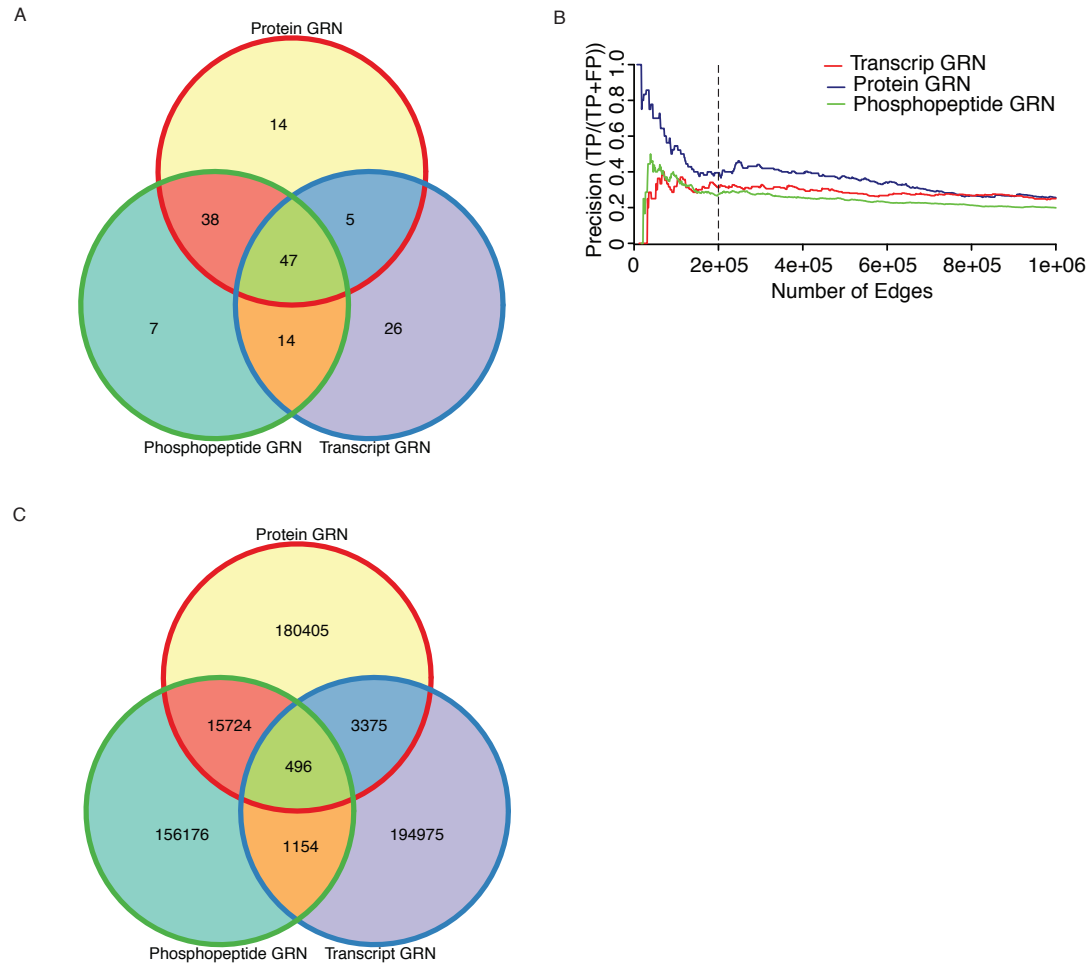 A
Protein GRN
14
38
5
47
7
14
26
Phosphopeptide GRN
Transcript GRN
B
Precision (TP/(TP+FP))
1.0
0.8
0.6
0.4
0.2
0
Transcrip GRN
Protein GRN
Phosphopeptide GRN
0
2e+05
4e+05
6e+05
8e+05
1e+06
Number of Edges
C
Protein GRN
180405
15724
3375
496
156176
1154
194975
Phosphopeptide GRN
Transcript GRN